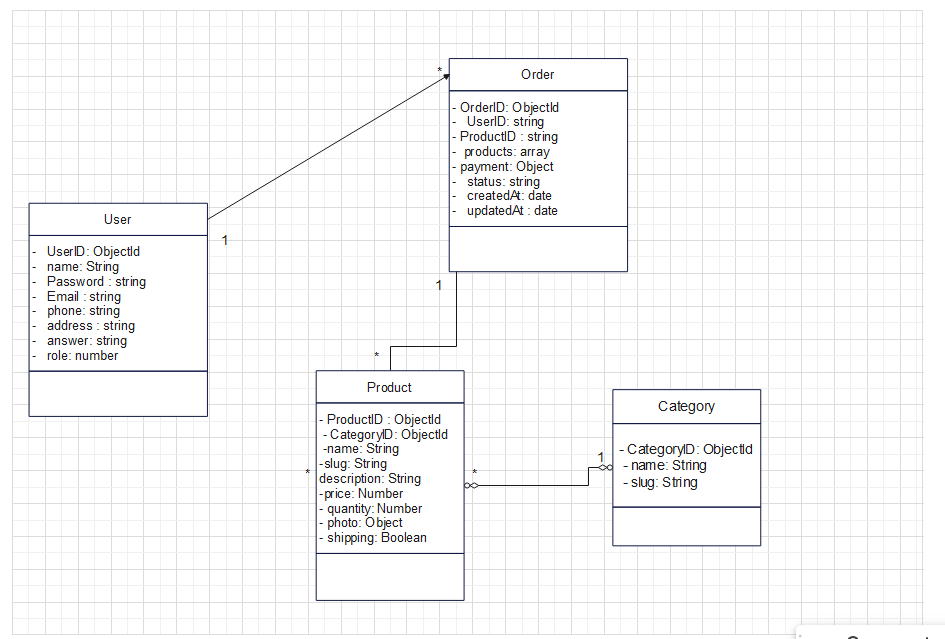 *
Order
- OrderID: ObjectId
- UserID: string
- ProductID : string
- products: array
- payment: Object
- status: string
- createdAt: date
- updatedAt : date
User
1
- UserID: ObjectId
- name: String
- Password : string
- Email : string
- phone: string
- address : string
- answer: string
- role: number
1
*
Product
- ProductID : ObjectId
- CategoryID: ObjectId
-name: String
-slug: String
description: String
-price: Number
- quantity: Number
- photo: Object
- shipping: Boolean
*
*
1
Category
- CategoryID: ObjectId
- name: String
- slug: String